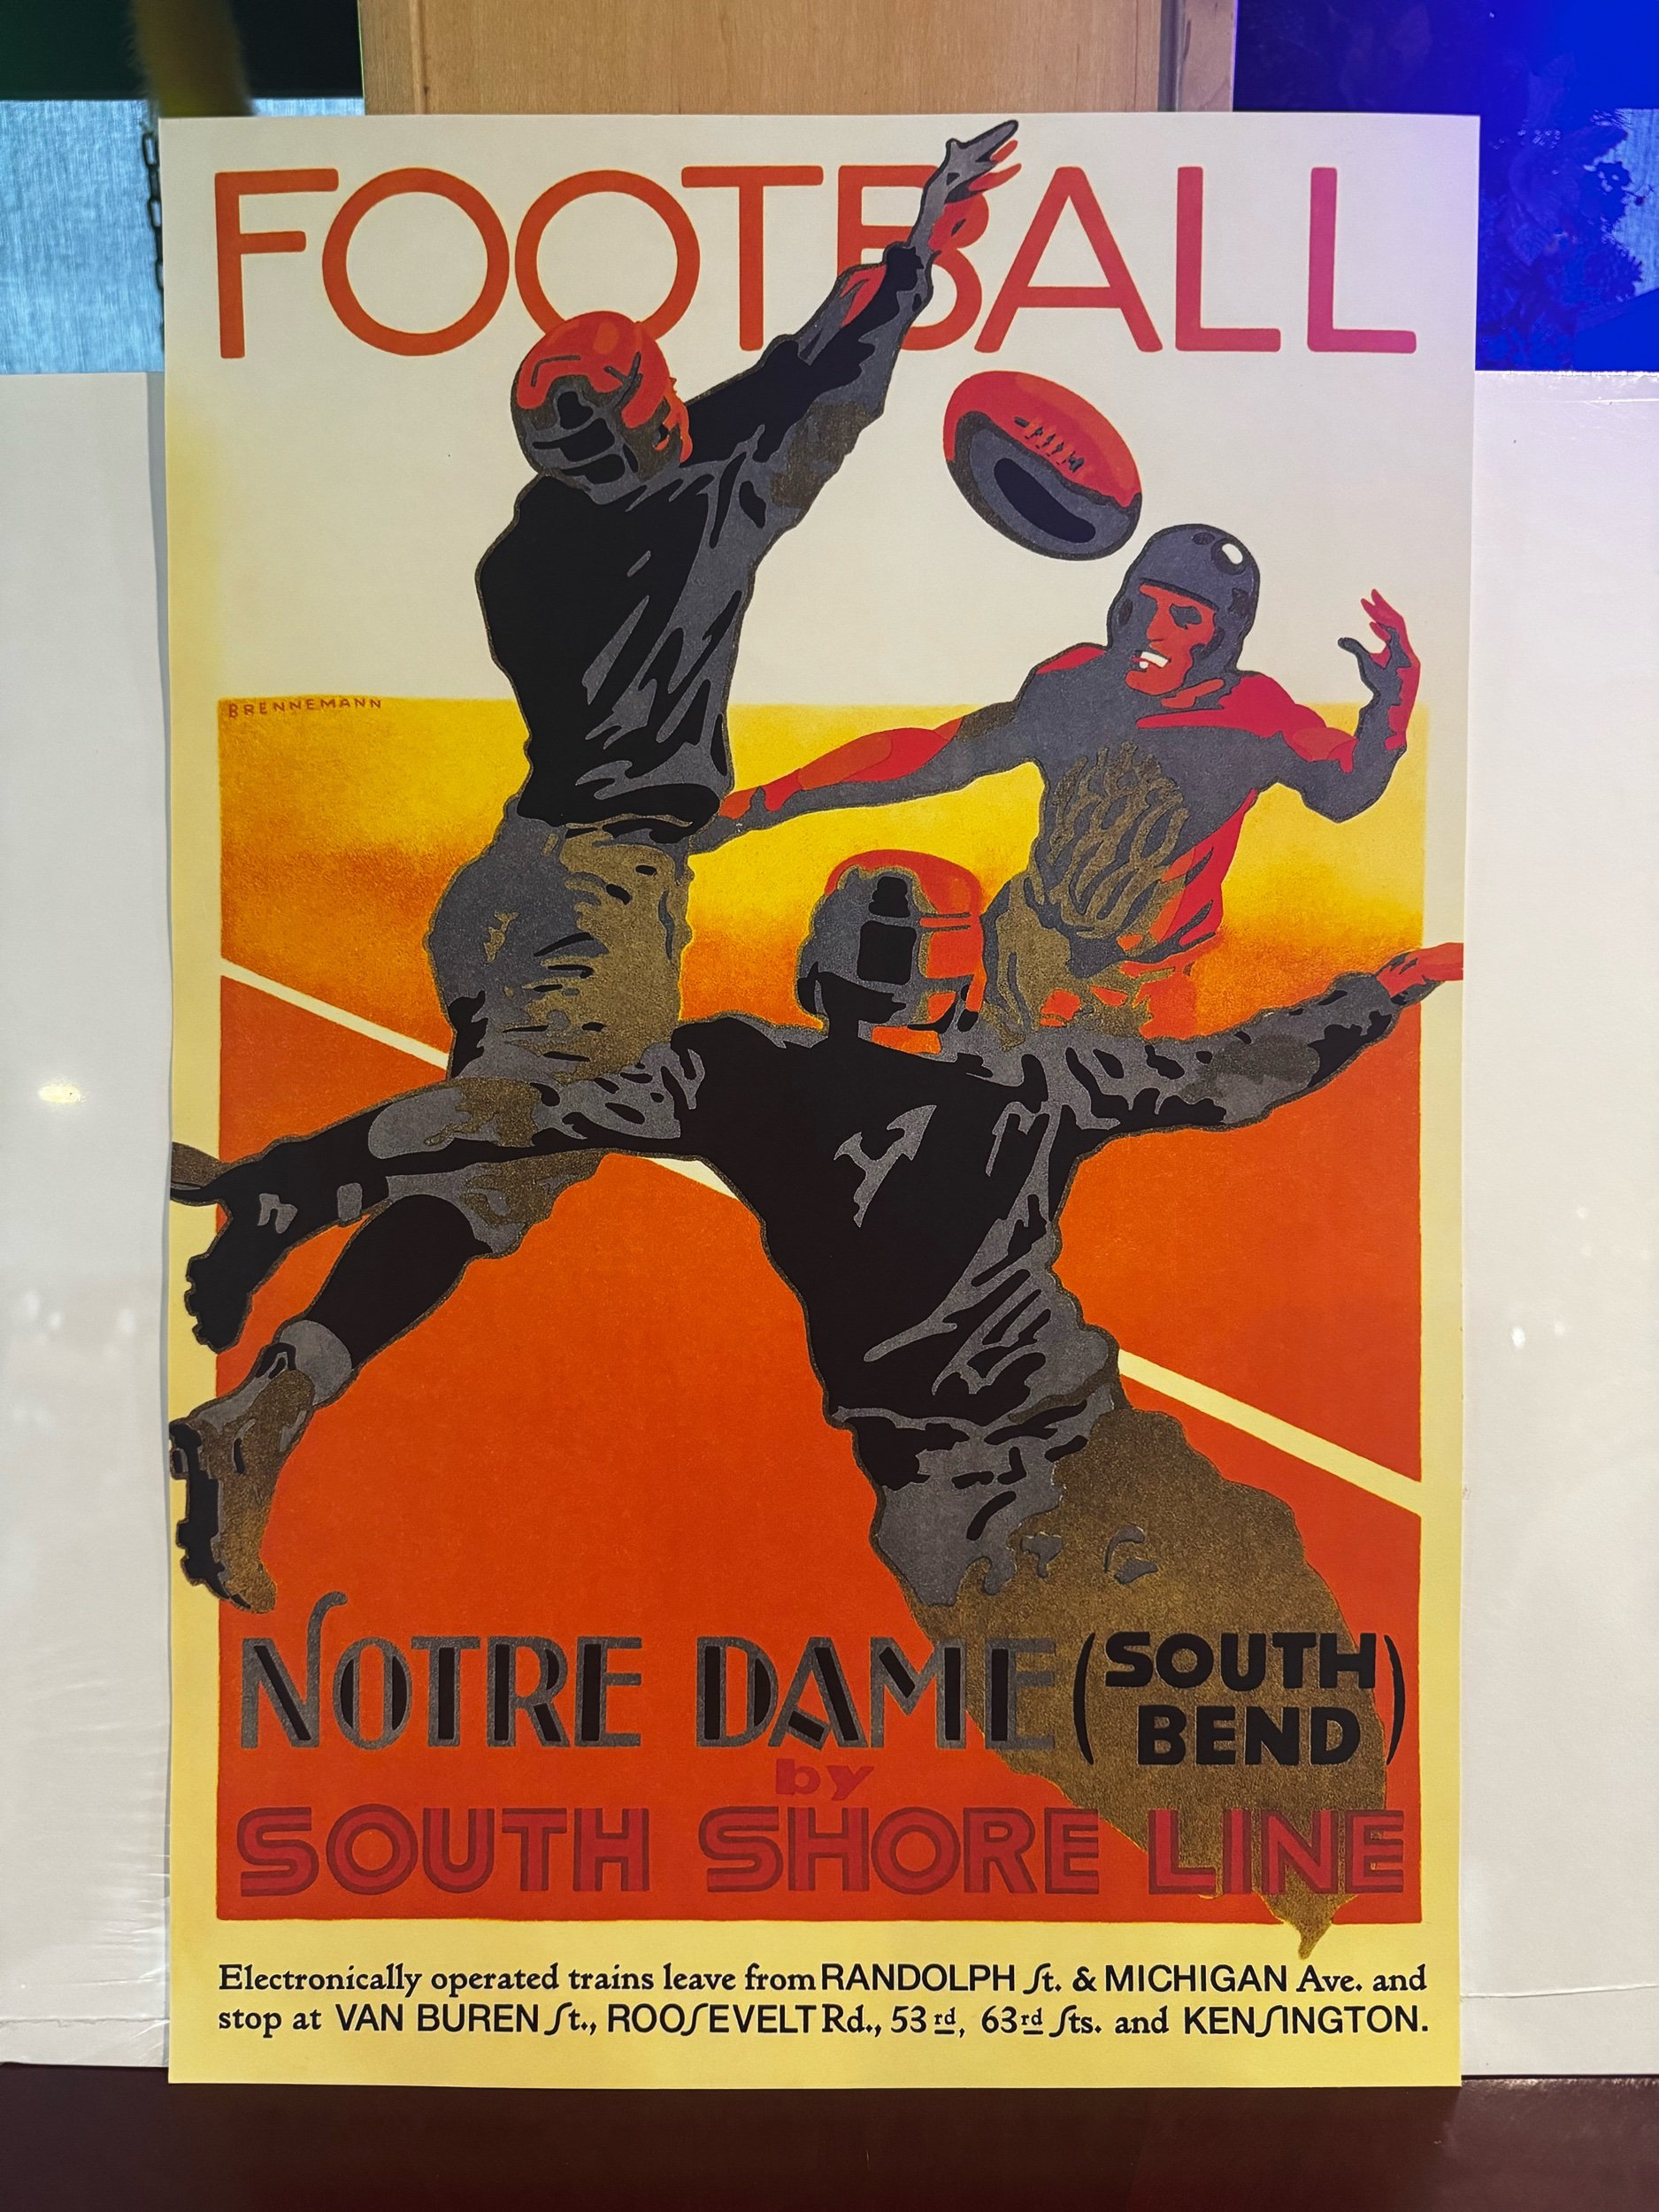 FOOTBALL
BRENNEMANN
NOTRE DAME (SOUTH BEND)
by
SOUTH SHORE LINE
Electronically operated trains leave from RANDOLPH St. & MICHIGAN Ave. and
stop at VAN BUREN St., ROOSEVELT Rd., 53rd, 63rd Sts. and KENSINGTON.